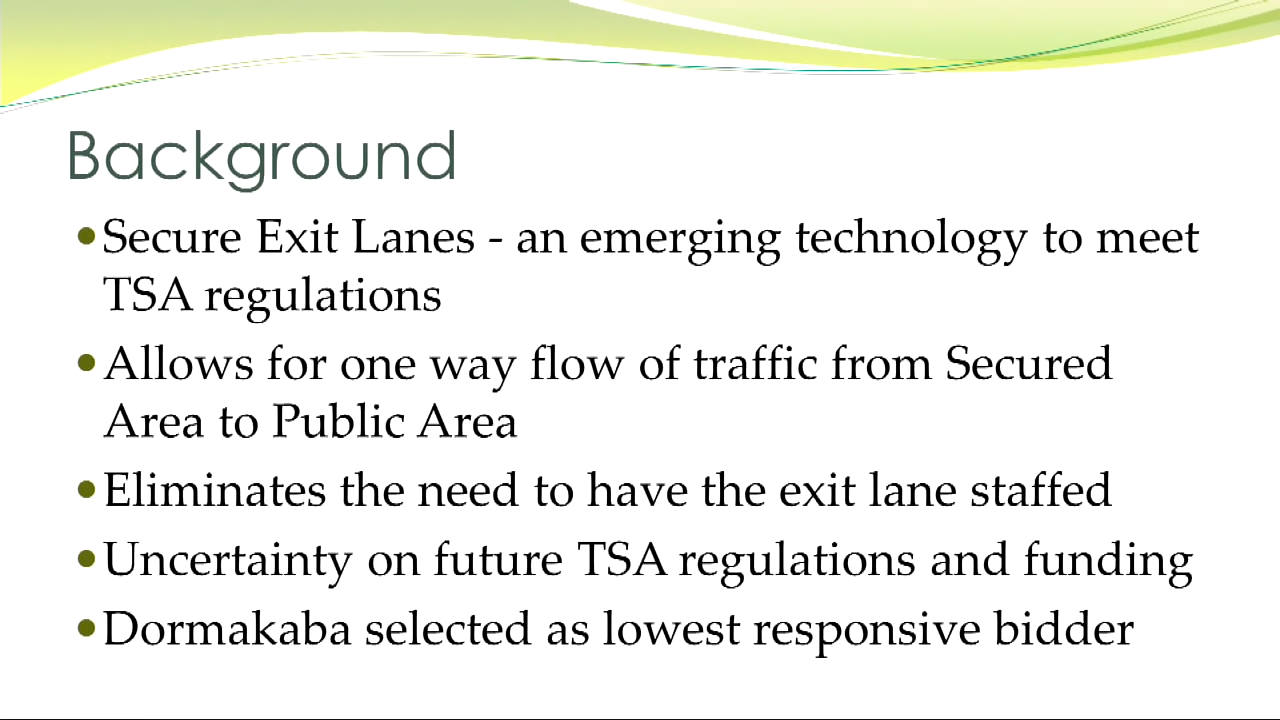 Background
•Secure Exit Lanes - an emerging technology to meet
TSA regulations
•Allows for one way flow of traffic from Secured
Area to Public Area
•Eliminates the need to have the exit lane staffed
•Uncertainty on future TSA regulations and funding
•Dormakaba selected as lowest responsive bidder